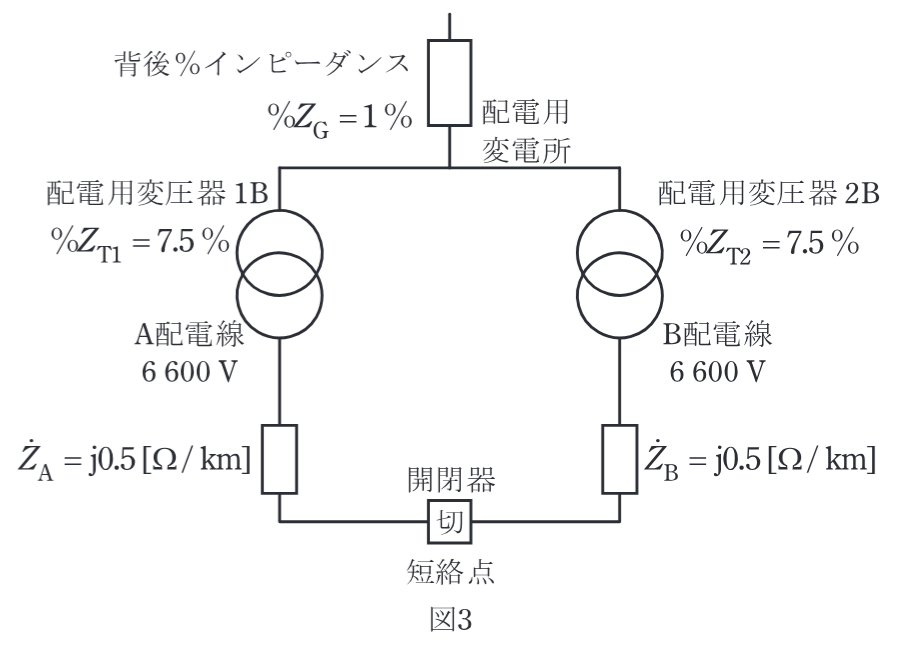 背後%インピーダンス
%Z_G = 1 %
配電用
変電所
配電用変圧器 1B
%Z_T1 = 7.5 %
配電用変圧器 2B
%Z_T2 = 7.5 %
A配電線
6 600 V
B配電線
6 600 V
Ż_A = j0.5 [Ω / km]
Ż_B = j0.5 [Ω / km]
開閉器
切
短絡点
図3